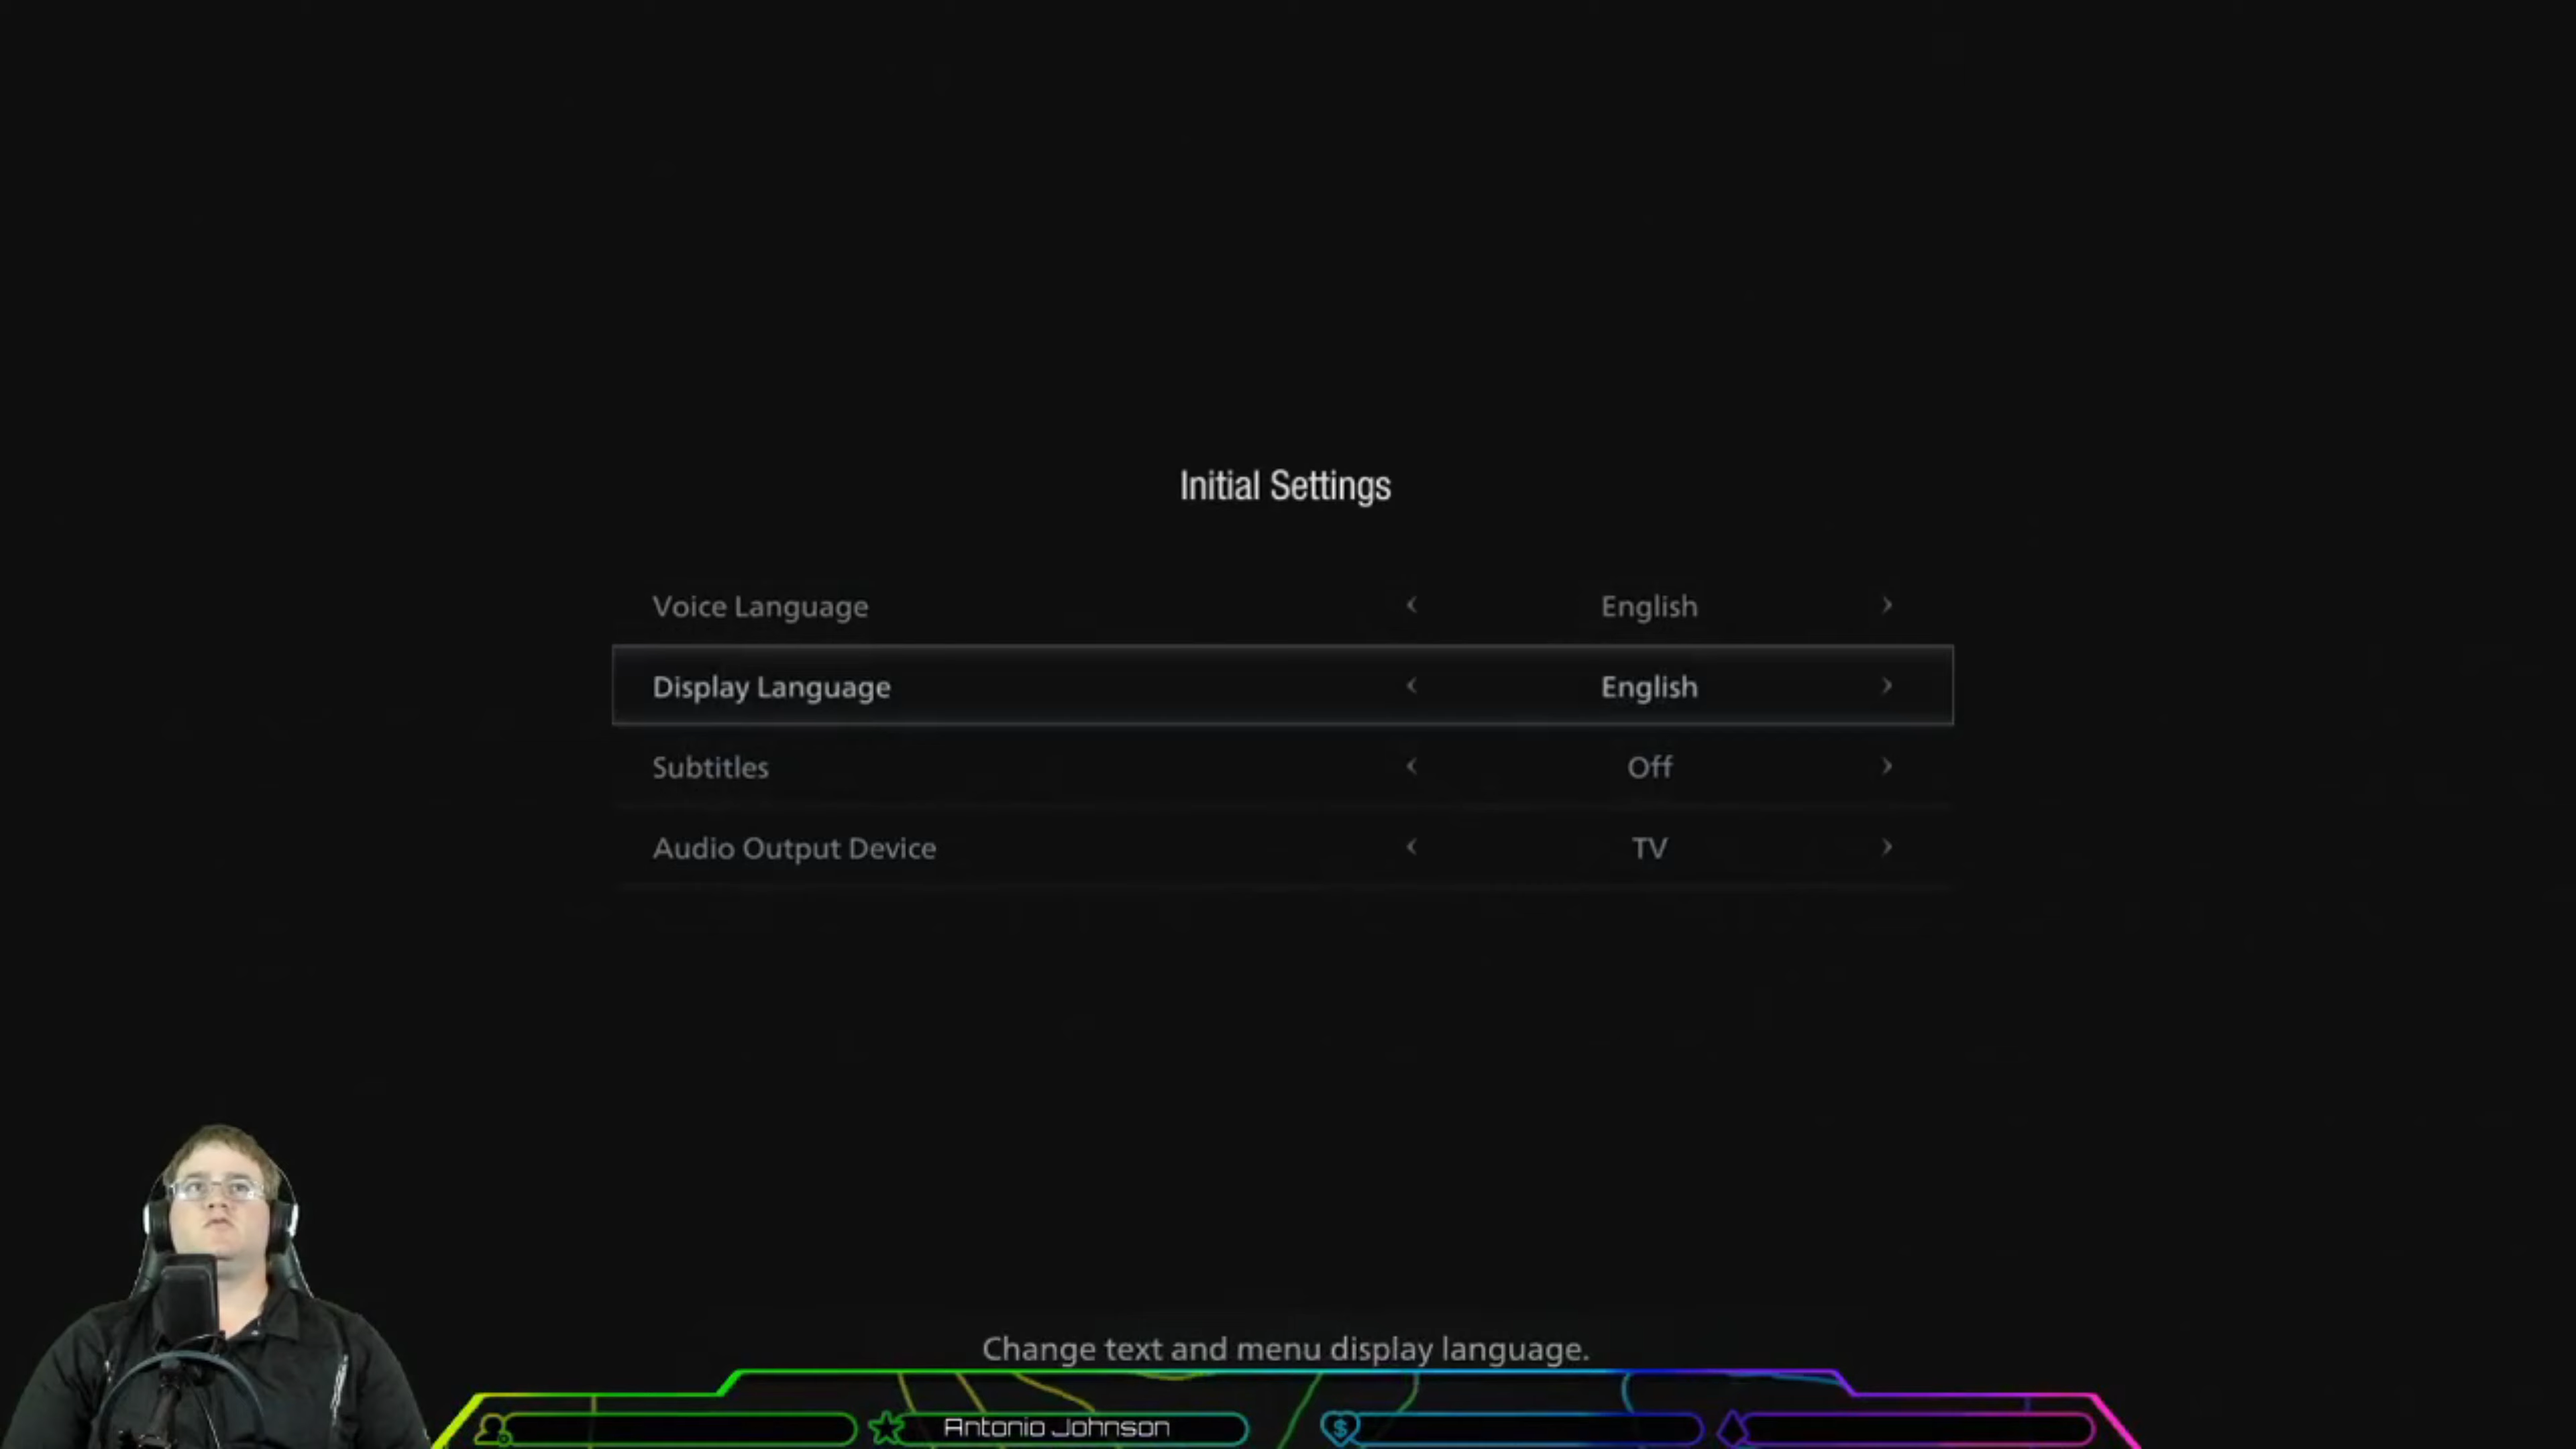 Initial Settings
Voice Language < English >
Display Language < English >
Subtitles < Off >
Audio Output Device < TV >
Change text and menu display language.
Antonio Johnson